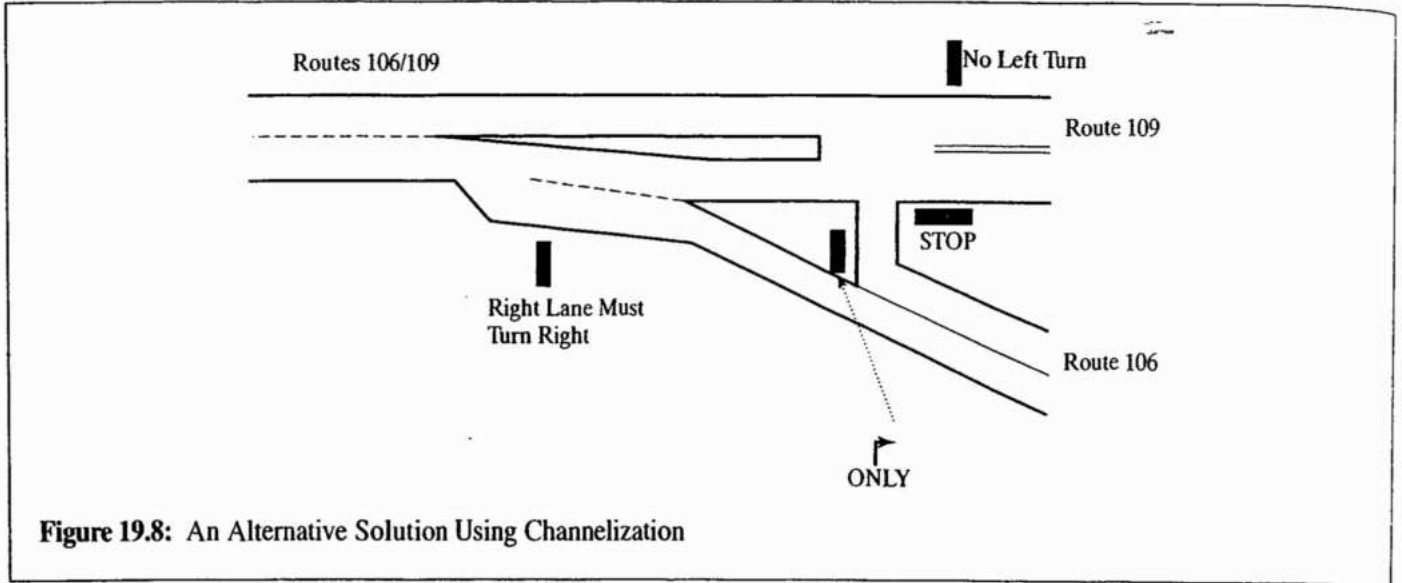 Routes 106/109
No Left Turn
Route 109
STOP
Right Lane Must
Turn Right
Route 106
ONLY
Figure 19.8: An Alternative Solution Using Channelization